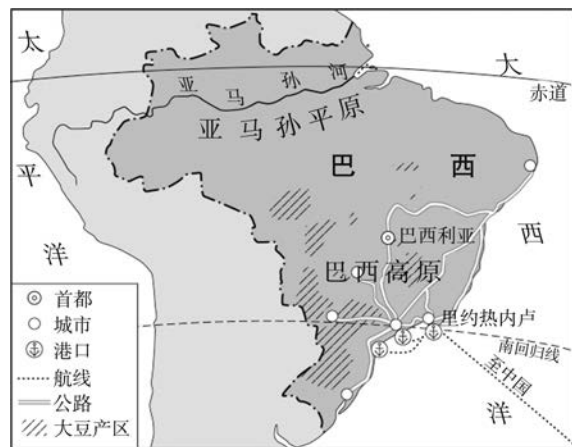 太平洋
大西洋
赤道
亚马孙河
亚马孙平原
巴西
巴西利亚
巴西高原
里约热内卢
南回归线
至中国
首都
城市
港口
航线
公路
大豆产区